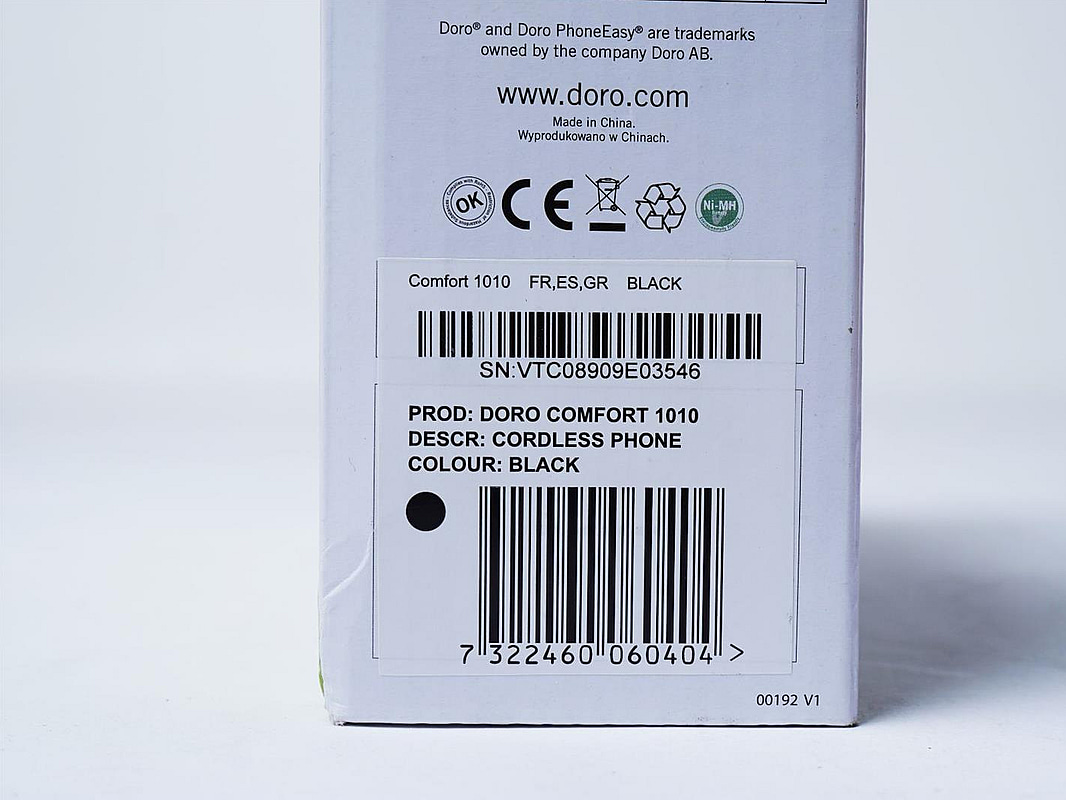 Doro® and Doro PhoneEasy® are trademarks
owned by the company Doro AB.
www.doro.com
Made in China.
Wyprodukowano w Chinach.
OK
CE
Ni-MH
Comfort 1010 FR,ES,GR BLACK
SN:VTC08909E03546
PROD: DORO COMFORT 1010
DESCR: CORDLESS PHONE
COLOUR: BLACK
7 322460 060404 >
00192 V1